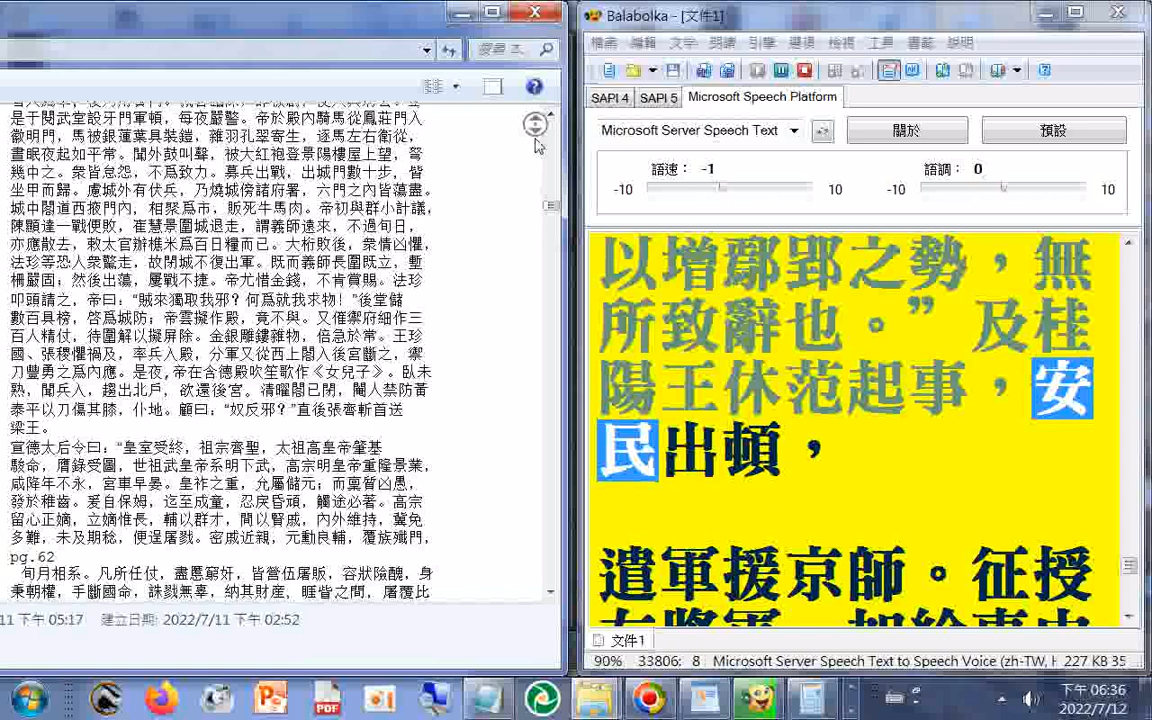 搜尋 本
是于閱武堂設牙門軍頓，每夜嚴警。帝於殿內騎馬從鳳莊門入
徽明門，馬被銀蓮葉具裝鎧，雜羽孔翠寄生，逐馬左右衛從，
晝眠夜起如平常。聞外鼓叫聲，被大紅袍登景陽樓屋上望，弩
幾中之。衆皆怠怨，不爲致力。募兵出戰，出城門數十步，皆
坐甲而歸。慮城外有伏兵，乃燒城傍諸府署，六門之內皆蕩盡。
城中閣道西掖門內，相聚爲市，販死牛馬肉。帝初與群小計議，
陳顯達一戰便敗，崔慧景圍城退走，謂義師遠來，不過旬日，
亦應散去，敕太官辦樵米爲百日糧而已。大桁敗後，衆情凶懼，
法珍等恐人衆驚走，故閉城不復出軍。既而義師長圍既立，塹
柵嚴固；然後出蕩，屢戰不捷。帝尤惜金錢，不肯賞賜。法珍
叩頭請之，帝曰：“賊來獨取我邪？何爲就我求物！”後堂儲
數百具榜，啓爲城防；帝雲擬作殿，竟不與。又催禦府細作三
百人精仗，待圍解以擬屏除。金銀雕鏤雜物，倍急於常。王珍
國、張稷懼禍及，率兵入殿，分軍又從西上閣入後宮斷之，禦
刀豐勇之爲內應。是夜，帝在含德殿吹笙歌作《女兒子》。臥未
熟，聞兵入，趨出北戶，欲還後宮。清曜閣已閉，閹人禁防黃
泰平以刀傷其膝，仆地。顧曰：“奴反邪？”直後張齊斬首送
梁王。
宣德太后令曰：“皇室受終，祖宗齊聖，太祖高皇帝肇基
駿命，膺錄受圖，世祖武皇帝系明下武，高宗明皇帝重隆景業，
咸降年不永，宮車早晏。皇祚之重，允屬儲元；而稟質凶愚，
發於稚齒。爰自保姆，迄至成童，忍戾昏頑，觸途必著。高宗
留心正嫡，立嫡惟長，輔以群才，間以賢戚，內外維持，冀免
多難，未及期稔，便逞屠戮。密戚近親，元勳良輔，覆族殲門，
pg.62
旬月相系。凡所任仗，盡慝窮奸，皆營伍屠販，容狀險醜，身
秉朝權，手斷國命，誅戮無辜，納其財產，睚眥之間，屠覆比
11 下午 05:17 建立日期: 2022/7/11 下午 02:52
Balabolka - [文件1]
檔案 編輯 文字 朗讀 引擎 選項 檢視 工具 書籤 說明
SAPI 4 SAPI 5 Microsoft Speech Platform
Microsoft Server Speech Text 關於 預設
語速： -1 語調： 0
-10 10 -10 10
以增鄢郢之勢，無
所致辭也。”及桂
陽王休范起事，安
民出頓，
遣軍援京師。征授
左將軍，加給事中
文件1
90% 33806: 8 Microsoft Server Speech Text to Speech Voice (zh-TW, H 227 KB 35
下午 06:36
2022/7/12